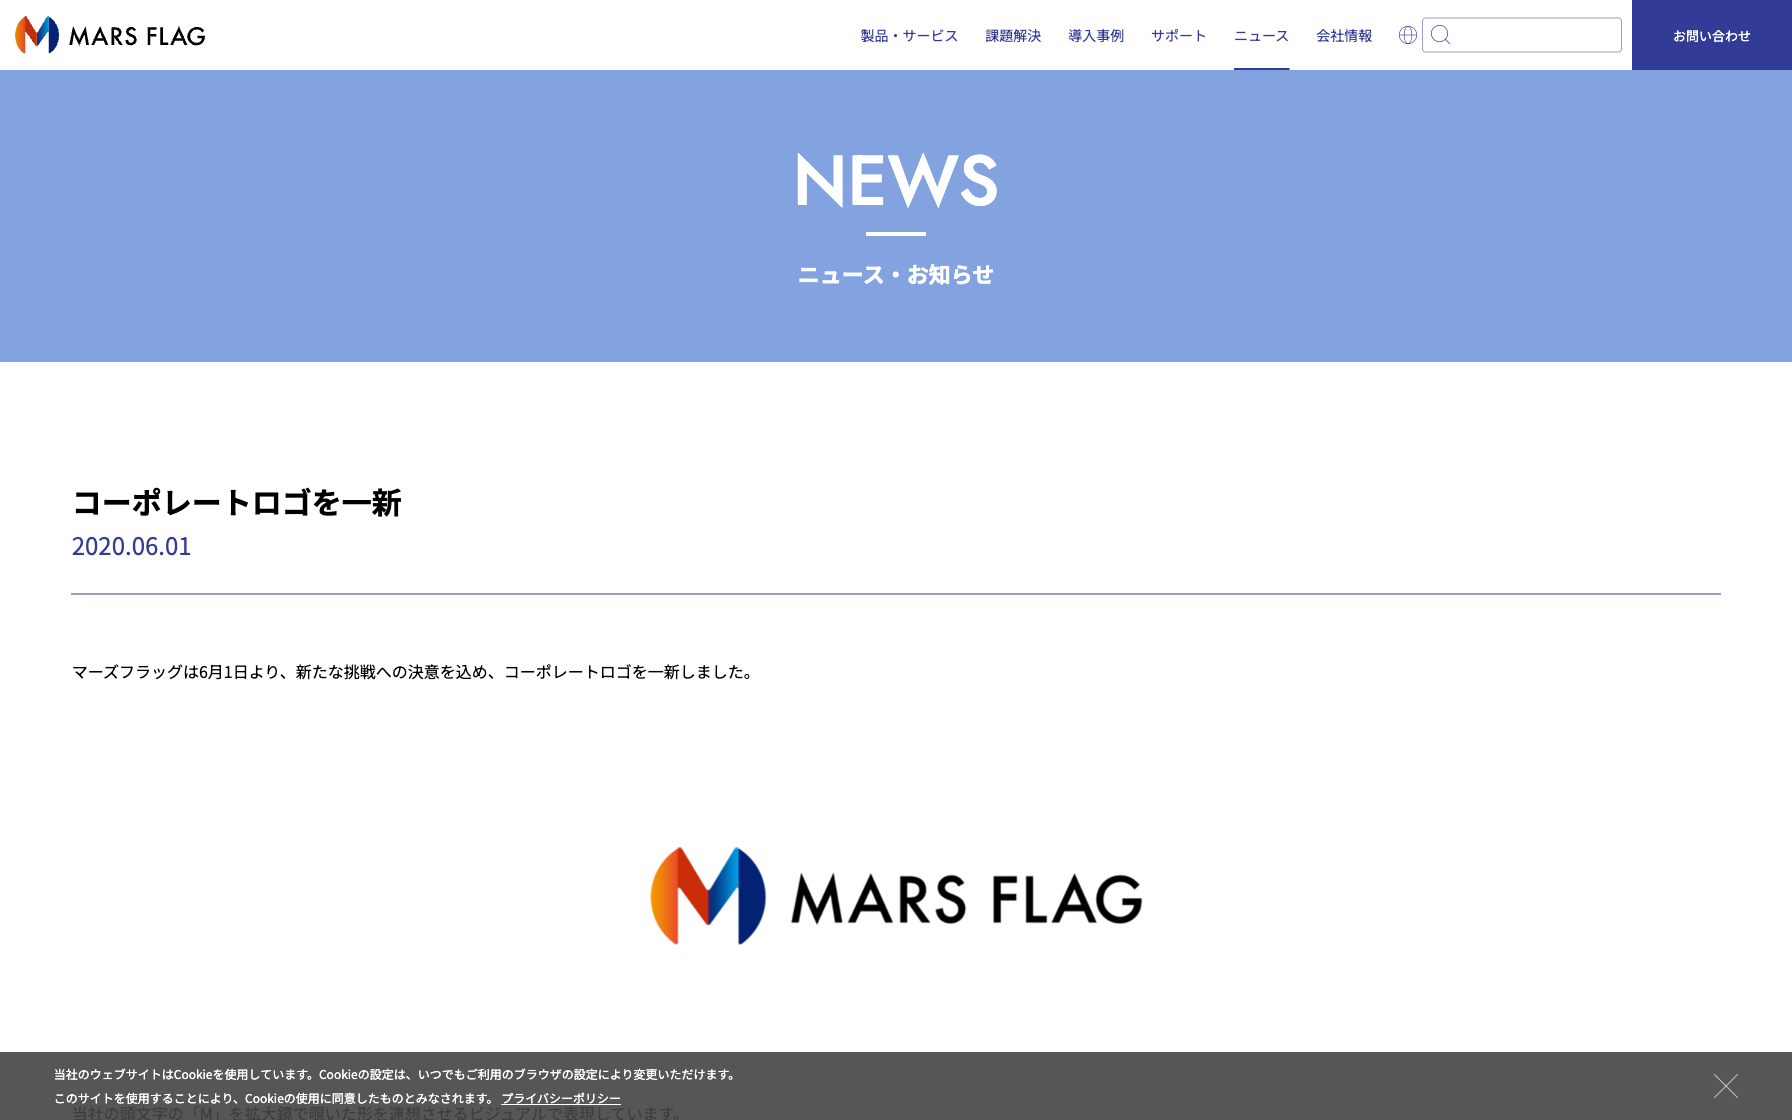 MARS FLAG
製品・サービス 課題解決 導入事例 サポート ニュース 会社情報 お問い合わせ
NEWS
ニュース・お知らせ
コーポレートロゴを一新
2020.06.01
マーズフラッグは6月1日より、新たな挑戦への決意を込め、コーポレートロゴを一新しました。
MARS FLAG
当社のウェブサイトはCookieを使用しています。Cookieの設定は、いつでもご利用のブラウザの設定により変更いただけます。
このサイトを使用することにより、Cookieの使用に同意したものとみなされます。 プライバシーポリシー
当社の頭文字の「M」を拡大鏡で覗いた形を連想させるビジュアルで表現しています。